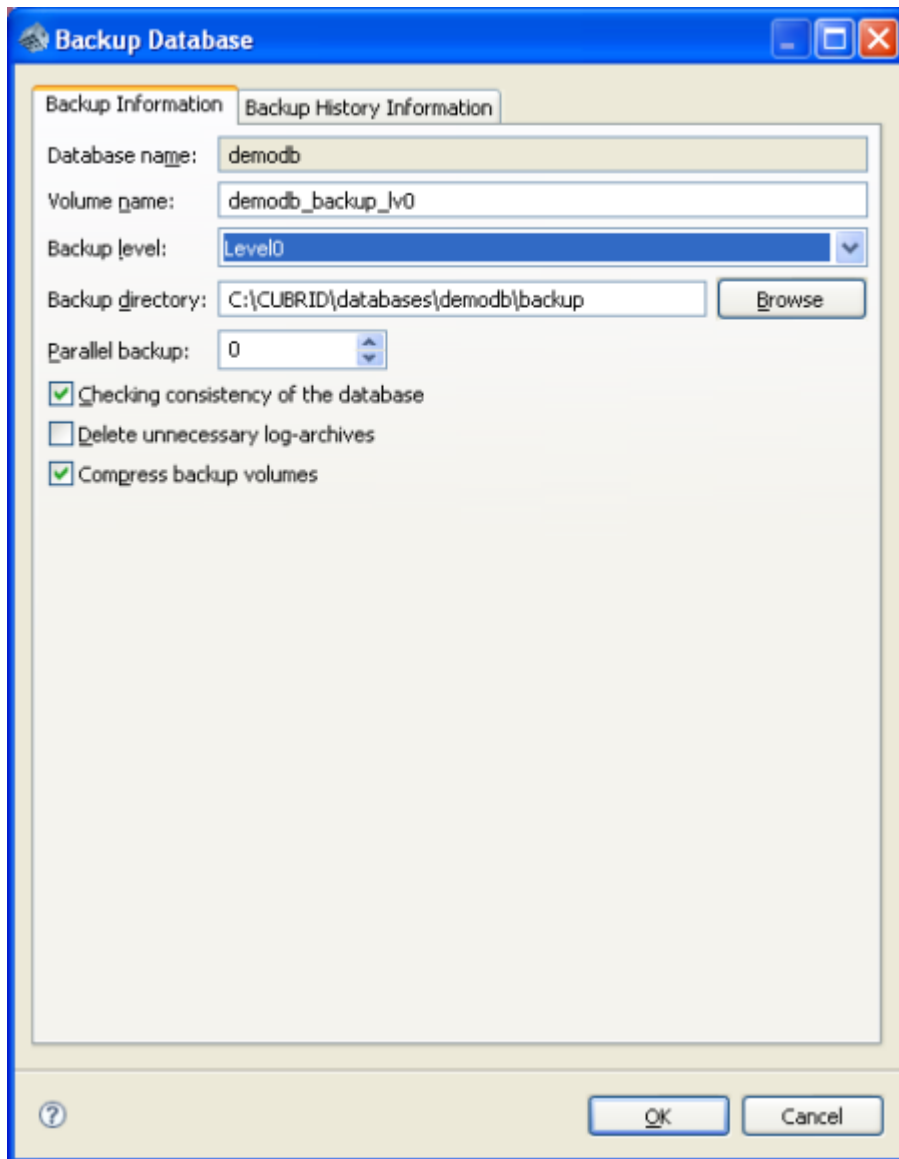 Backup Database
Backup Information Backup History Information
Database name: demodb
Volume name: demodb_backup_lv0
Backup level: Level0
Backup directory: C:\CUBRID\databases\demodb\backup Browse
Parallel backup: 0
Checking consistency of the database
Delete unnecessary log-archives
Compress backup volumes
? OK Cancel